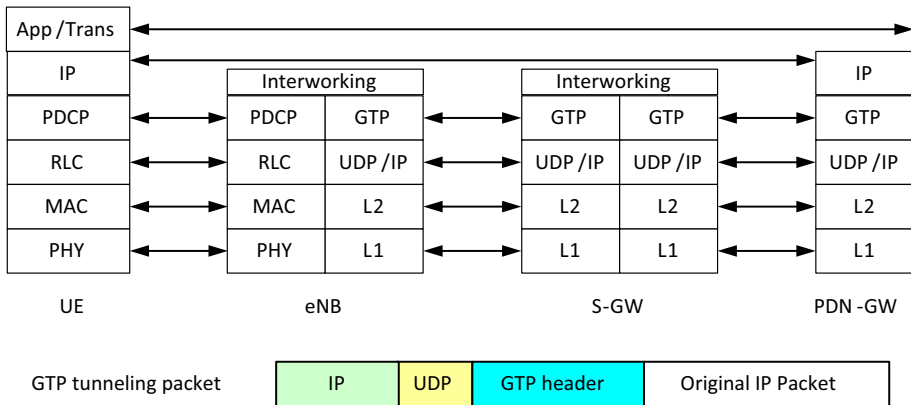 App /Trans
IP
IP
Interworking
Interworking
PDCP
PDCP
GTP
GTP
GTP
GTP
RLC
RLC
UDP /IP
UDP /IP
UDP /IP
UDP /IP
MAC
MAC
L2
L2
L2
L2
PHY
PHY
L1
L1
L1
L1
UE
eNB
S-GW
PDN -GW
GTP tunneling packet
IP
UDP
GTP header
Original IP Packet